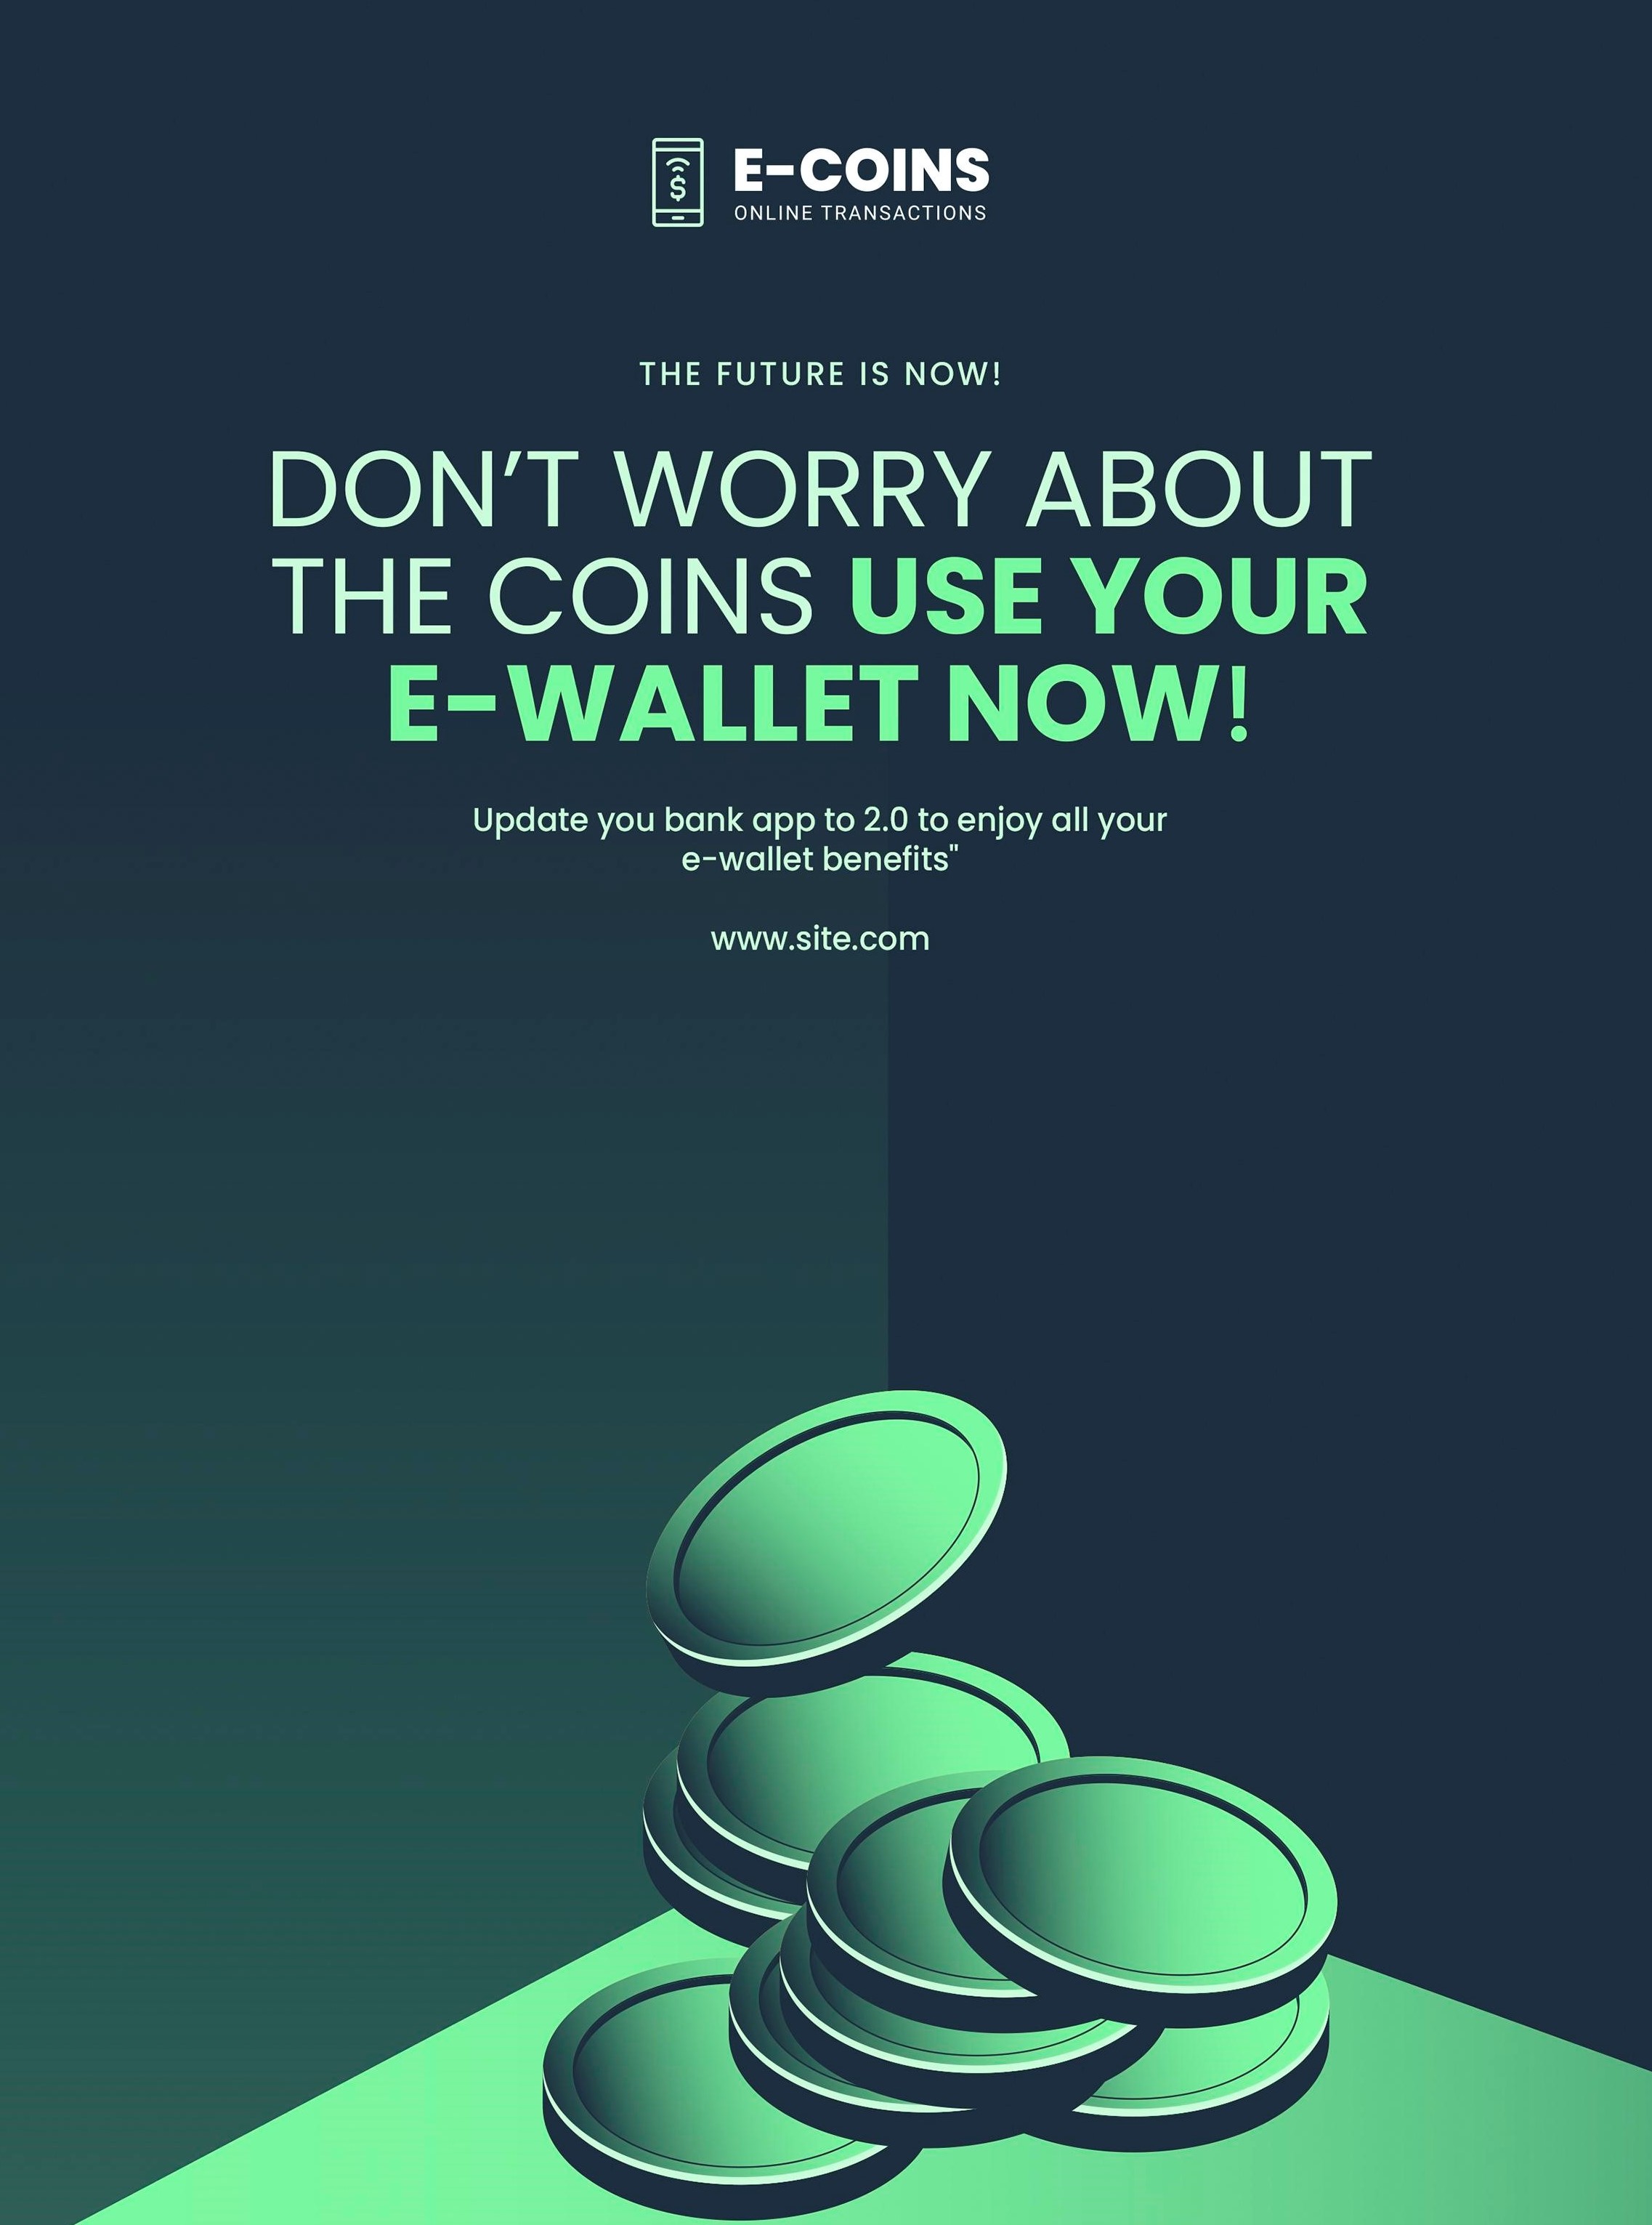 E-COINS
ONLINE TRANSACTIONS
THE FUTURE IS NOW!
DON’T WORRY ABOUT
THE COINS USE YOUR
E-WALLET NOW!
Update you bank app to 2.0 to enjoy all your
e-wallet benefits"
www.site.com